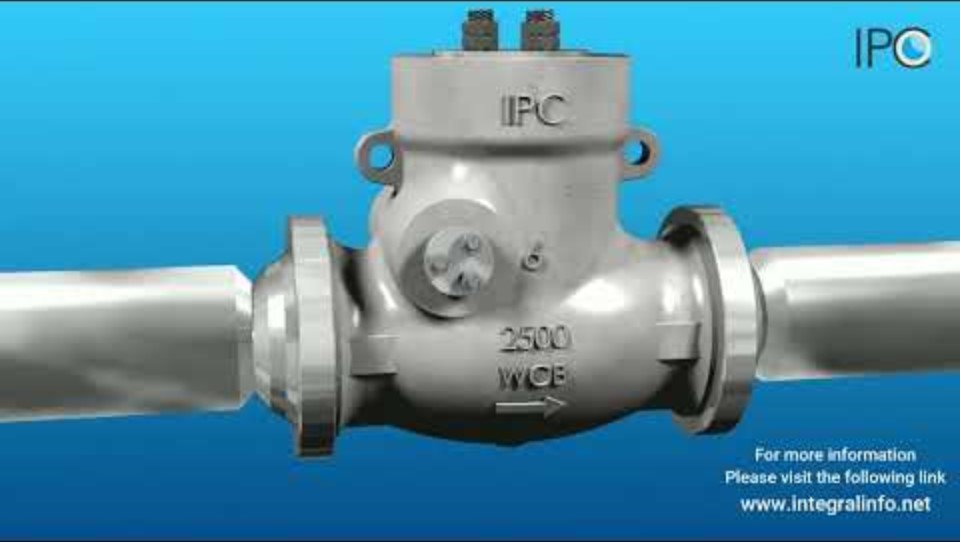 IPC
IPC
6
2500
WCB
For more information
Please visit the following link
www.integralinfo.net